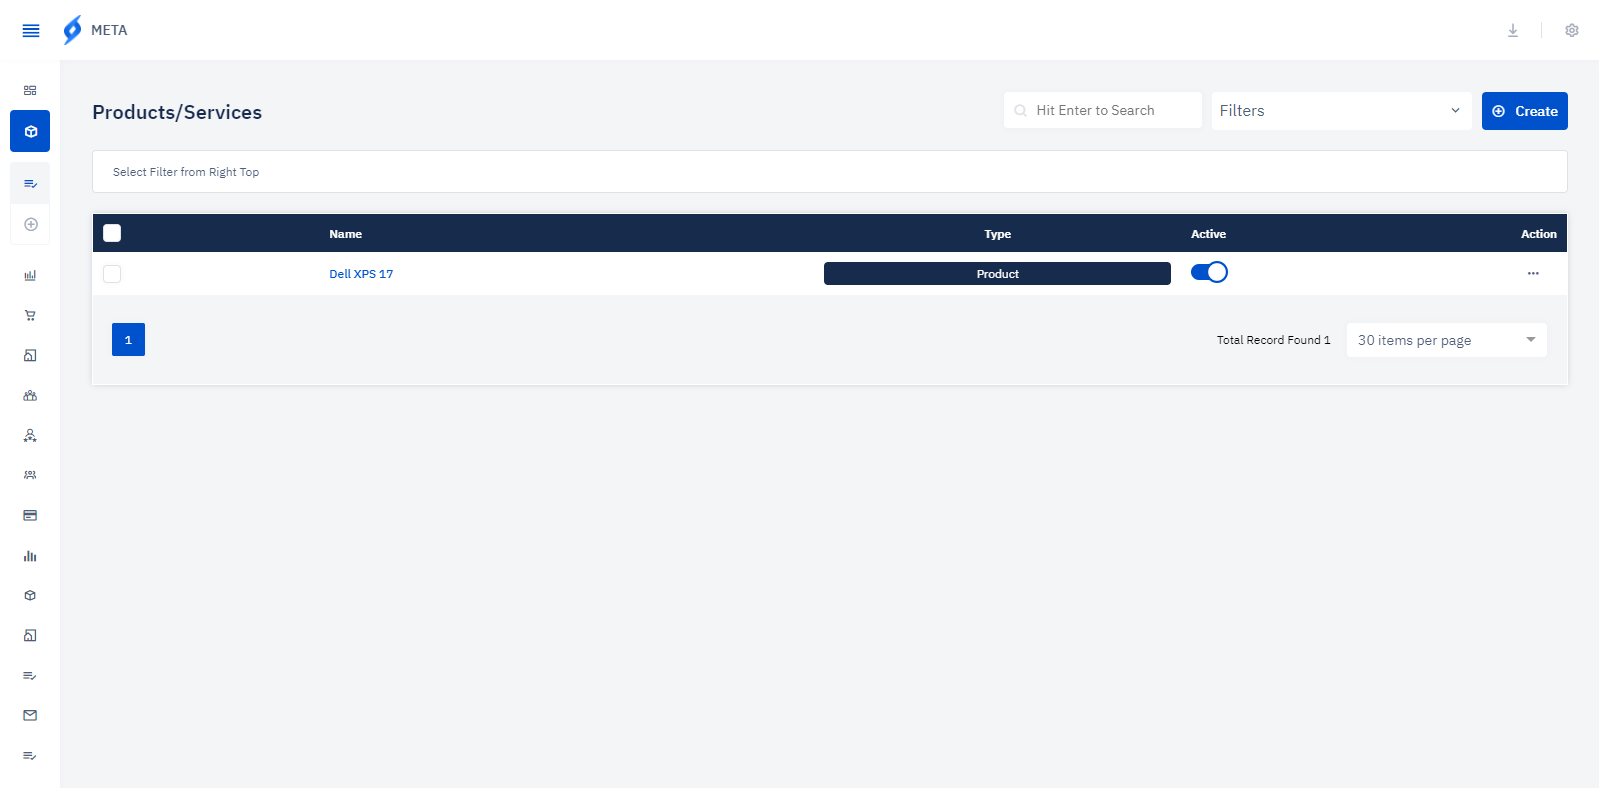 META
Products/Services
Hit Enter to Search
Filters
Create
Select Filter from Right Top
Name Type Active Action
Dell XPS 17 Product
1 Total Record Found 1 30 items per page